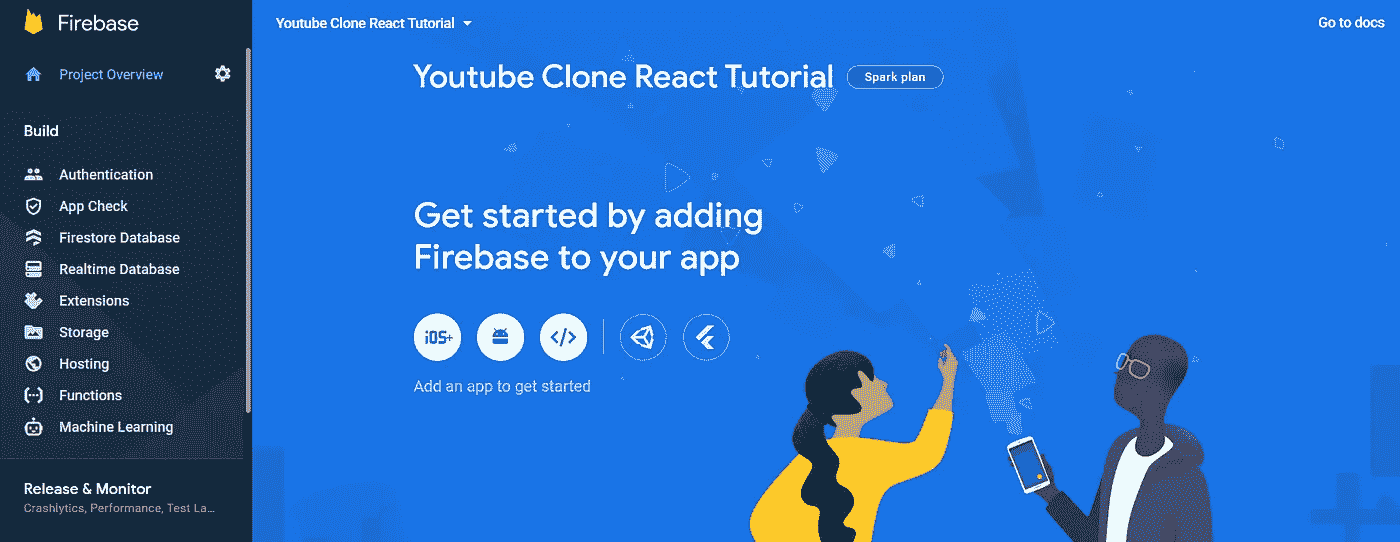 Firebase
Project Overview
Build
Authentication
App Check
Firestore Database
Realtime Database
Extensions
Storage
Hosting
Functions
Machine Learning
Release & Monitor
Crashlytics, Performance, Test La...
Youtube Clone React Tutorial
Go to docs
Youtube Clone React Tutorial Spark plan
Get started by adding
Firebase to your app
iOS+
Add an app to get started